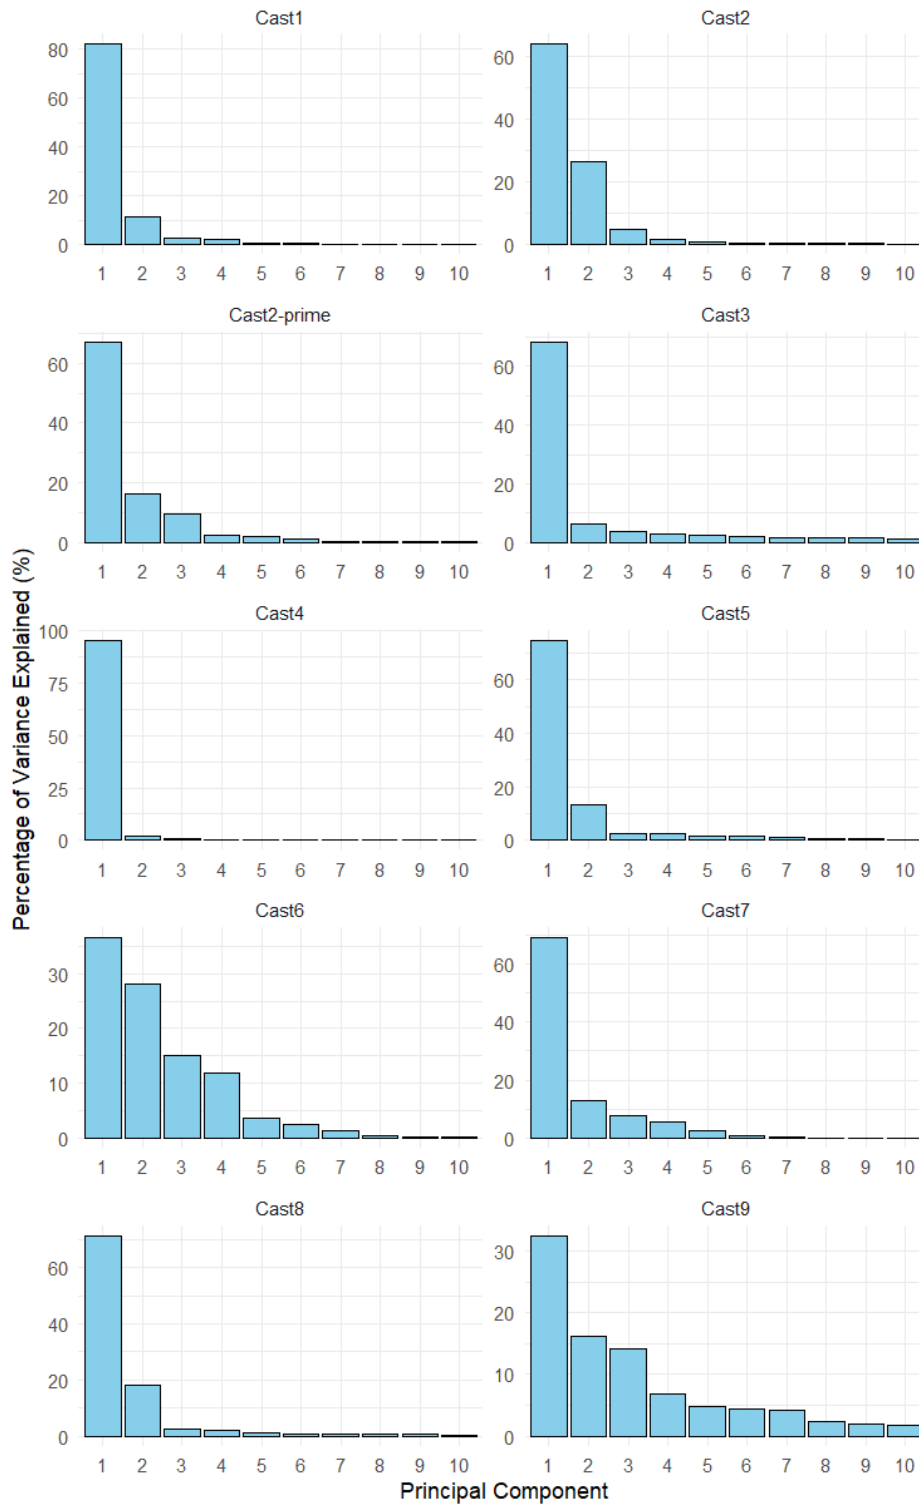 Percentage of Variance Explained (%)
Cast1
80
60
40
20
0
1 2 3 4 5 6 7 8 9 10
Cast2
60
40
20
0
1 2 3 4 5 6 7 8 9 10
Cast2-prime
60
40
20
0
1 2 3 4 5 6 7 8 9 10
Cast3
60
40
20
0
1 2 3 4 5 6 7 8 9 10
Cast4
100
75
50
25
0
1 2 3 4 5 6 7 8 9 10
Cast5
60
40
20
0
1 2 3 4 5 6 7 8 9 10
Cast6
30
20
10
0
1 2 3 4 5 6 7 8 9 10
Cast7
60
40
20
0
1 2 3 4 5 6 7 8 9 10
Cast8
60
40
20
0
1 2 3 4 5 6 7 8 9 10
Cast9
30
20
10
0
1 2 3 4 5 6 7 8 9 10
Principal Component